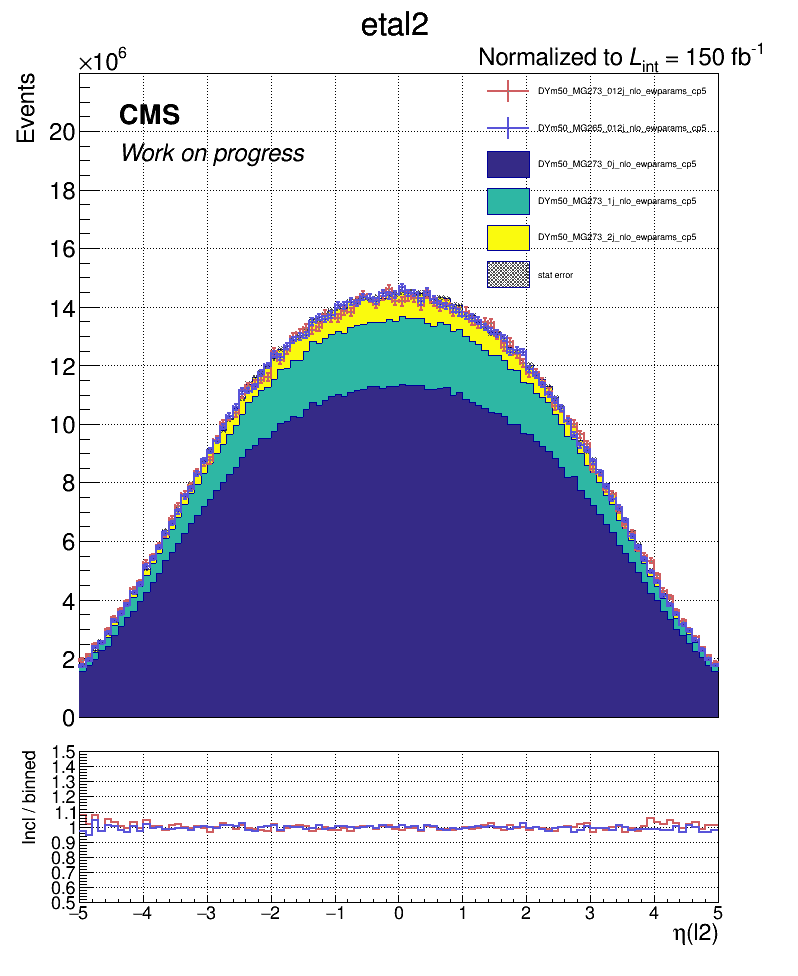 etal2
×10⁶
Normalized to L_int = 150 fb⁻¹
Events
CMS
Work on progress
DYm50_MG273_012j_nlo_ewparams_cp5
DYm50_MG265_012j_nlo_ewparams_cp5
DYm50_MG273_0j_nlo_ewparams_cp5
DYm50_MG273_1j_nlo_ewparams_cp5
DYm50_MG273_2j_nlo_ewparams_cp5
stat error
20
18
16
14
12
10
8
6
4
2
0
Incl / binned
1.5
1.4
1.3
1.2
1.1
1
0.9
0.8
0.7
0.6
0.5
−5 −4 −3 −2 −1 0 1 2 3 4 5
η(l2)